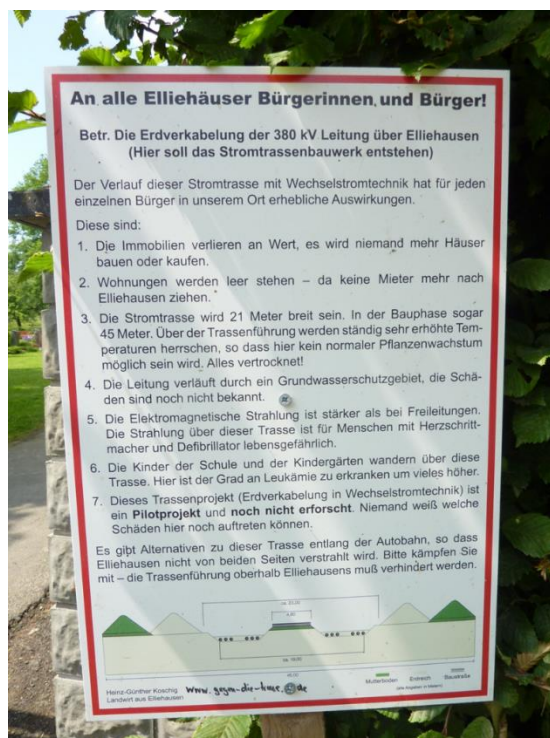 An alle Elliehäuser Bürgerinnen und Bürger!
Betr. Die Erdverkabelung der 380 kV Leitung über Elliehausen
(Hier soll das Stromtrassenbauwerk entstehen)
Der Verlauf dieser Stromtrasse mit Wechselstromtechnik hat für jeden
einzelnen Bürger in unserem Ort erhebliche Auswirkungen.
Diese sind:
1. Die Immobilien verlieren an Wert, es wird niemand mehr Häuser
bauen oder kaufen.
2. Wohnungen werden leer stehen – da keine Mieter mehr nach
Elliehausen ziehen.
3. Die Stromtrasse wird 21 Meter breit sein. In der Bauphase sogar
45 Meter. Über der Trassenführung werden ständig sehr erhöhte Tem-
peraturen herrschen, so dass hier kein normaler Pflanzenwachstum
möglich sein wird. Alles vertrocknet!
4. Die Leitung verläuft durch ein Grundwasserschutzgebiet, die Schä-
den sind noch nicht bekannt.
5. Die Elektromagnetische Strahlung ist stärker als bei Freileitungen.
Die Strahlung über dieser Trasse ist für Menschen mit Herzschritt-
macher und Defibrillator lebensgefährlich.
6. Die Kinder der Schule und der Kindergärten wandern über diese
Trasse. Hier ist der Grad an Leukämie zu erkranken um vieles höher.
7. Dieses Trassenprojekt (Erdverkabelung in Wechselstromtechnik) ist
ein Pilotprojekt und noch nicht erforscht. Niemand weiß welche
Schäden hier noch auftreten können.
Es gibt Alternativen zu dieser Trasse entlang der Autobahn, so dass
Elliehausen nicht von beiden Seiten verstrahlt wird. Bitte kämpfen Sie
mit – die Trassenführung oberhalb Elliehausens muß verhindert werden.
Mutterboden Erdreich Baustraße
Heinz-Günther Koschig www.gegen-die-
Landwirt aus Elliehausen